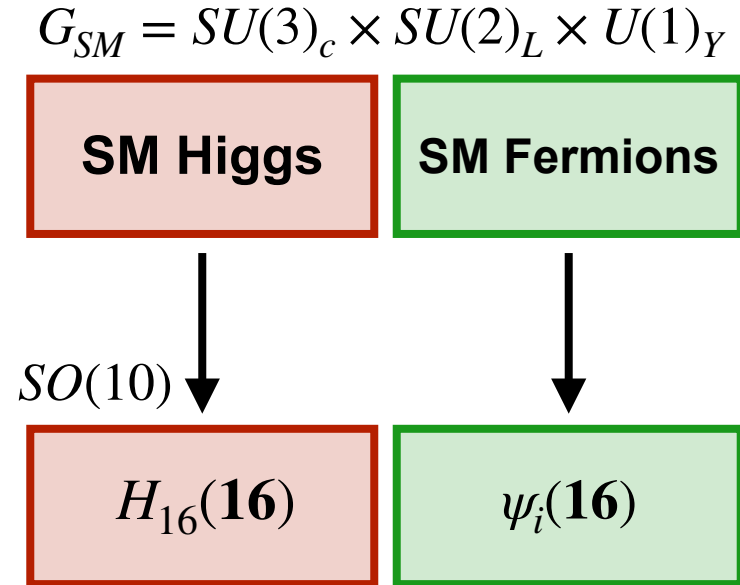 G_{SM} = SU(3)_c × SU(2)_L × U(1)_Y
SM Higgs
SM Fermions
SO(10)
H_{16}(16)
ψ_i(16)